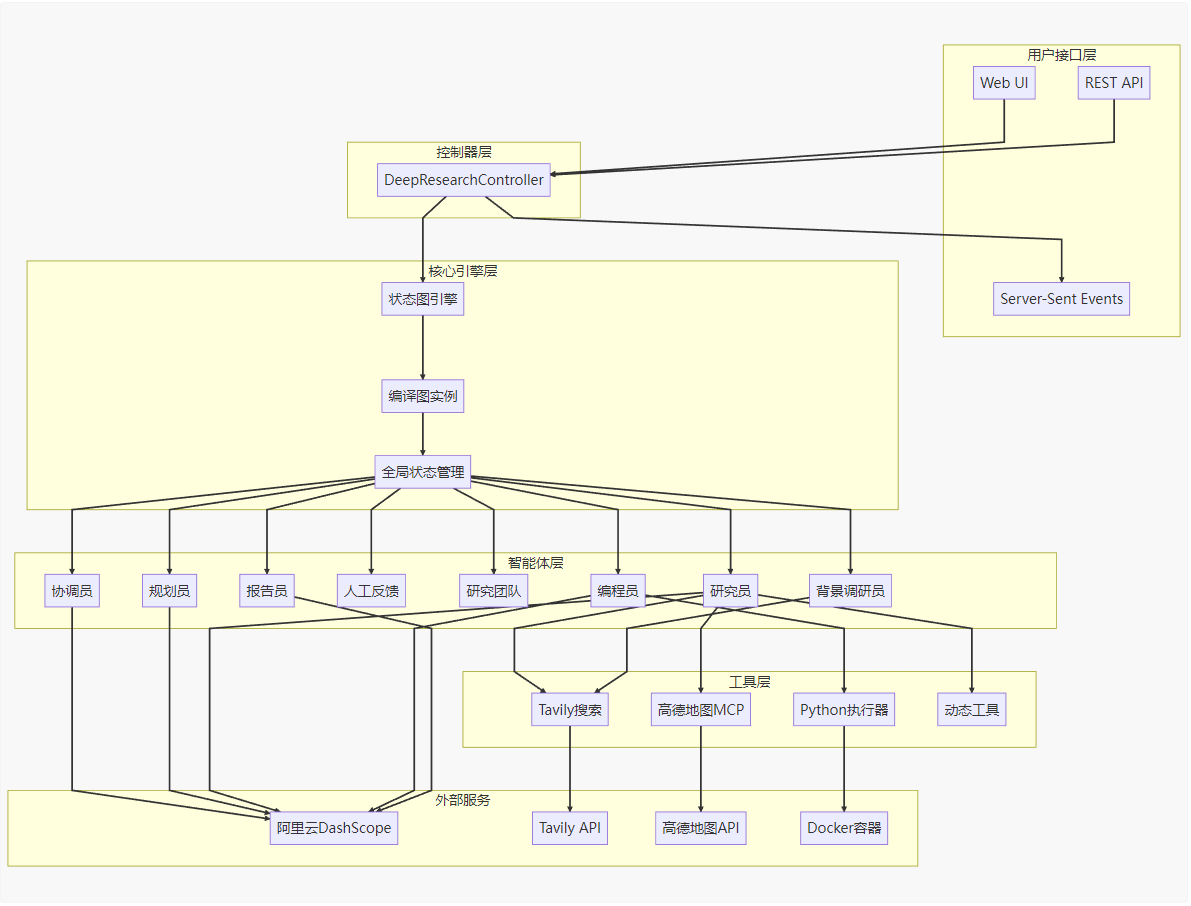 用户接口层
Web UI
REST API
控制器层
DeepResearchController
核心引擎层
状态图引擎
Server-Sent Events
编译图实例
全局状态管理
智能体层
协调员
规划员
报告员
人工反馈
研究团队
编程员
研究员
背景调研员
工具层
Tavily搜索
高德地图MCP
Python执行器
动态工具
外部服务
阿里云DashScope
Tavily API
高德地图API
Docker容器